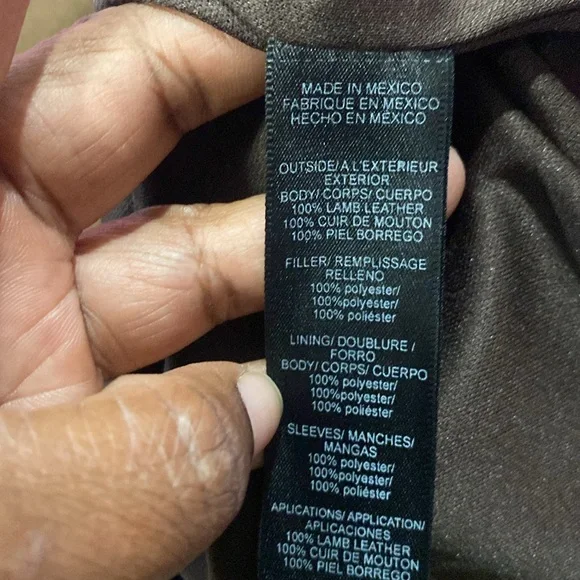 MADE IN MEXICO
FABRIQUE EN MEXICO
HECHO EN MEXICO
OUTSIDE/ A L'EXTERIEUR
EXTERIOR
BODY/ CORPS/ CUERPO
100% LAMB LEATHER
100% CUIR DE MOUTON
100% PIEL BORREGO
FILLER/ REMPLISSAGE
RELLENO
100% polyester/
100%polyester/
100% poliéster
LINING/ DOUBLURE /
FORRO
BODY/ CORPS/ CUERPO
100% polyester/
100% polyester/
100% poliéster
SLEEVES/ MANCHES/
MANGAS
100% polyester/
100% polyester/
100% poliéster
APLICATIONS/ APPLICATION/
APLICACIONES
100% LAMB LEATHER
100% CUIR DE MOUTON
100% POLYESTER